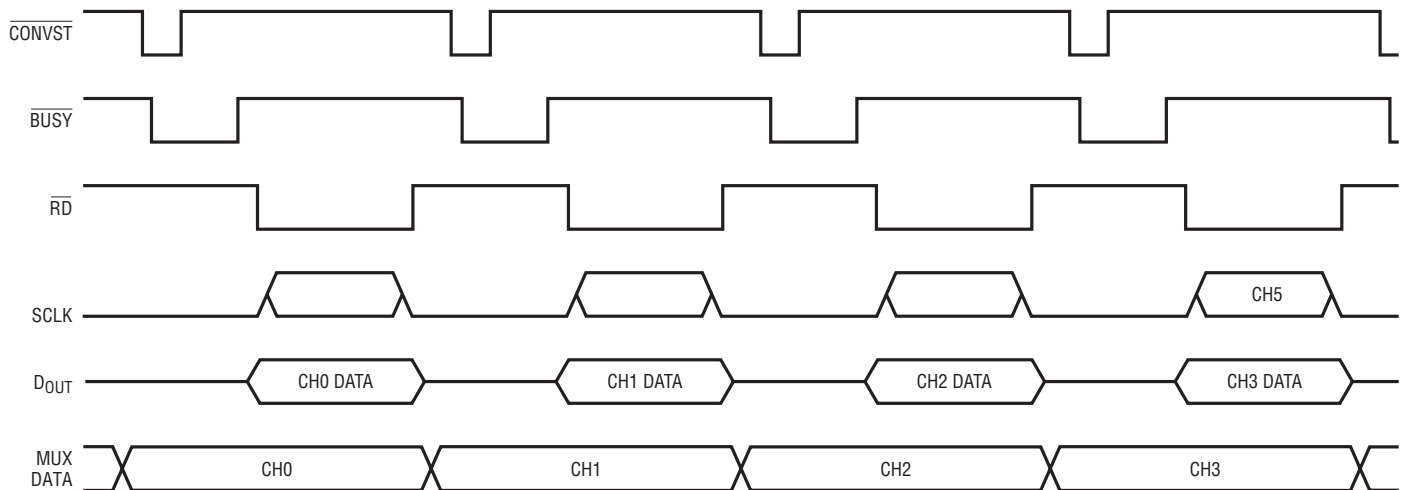 CONVST
BUSY
RD
SCLK
CH5
DOUT
CH0 DATA
CH1 DATA
CH2 DATA
CH3 DATA
MUX
DATA
CH0
CH1
CH2
CH3